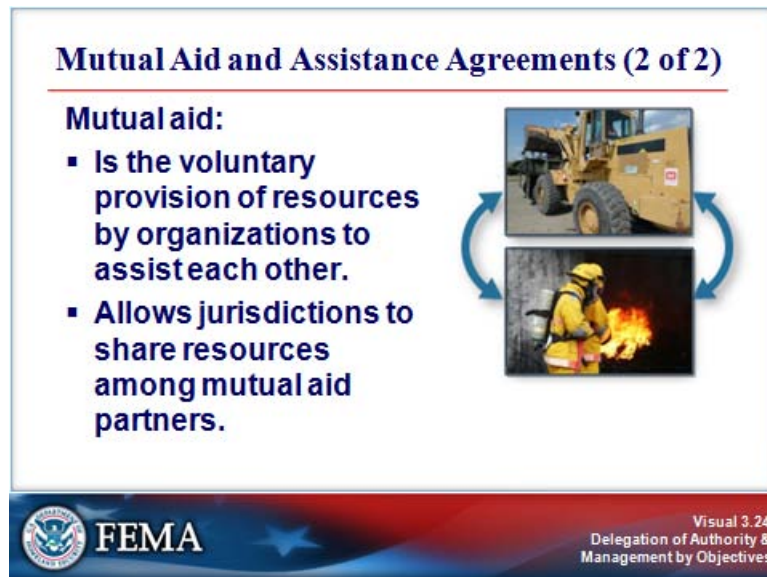 Mutual Aid and Assistance Agreements (2 of 2)
Mutual aid:
▪ Is the voluntary
provision of resources
by organizations to
assist each other.
▪ Allows jurisdictions to
share resources
among mutual aid
partners.
FEMA
Visual 3.24
Delegation of Authority &
Management by Objectives